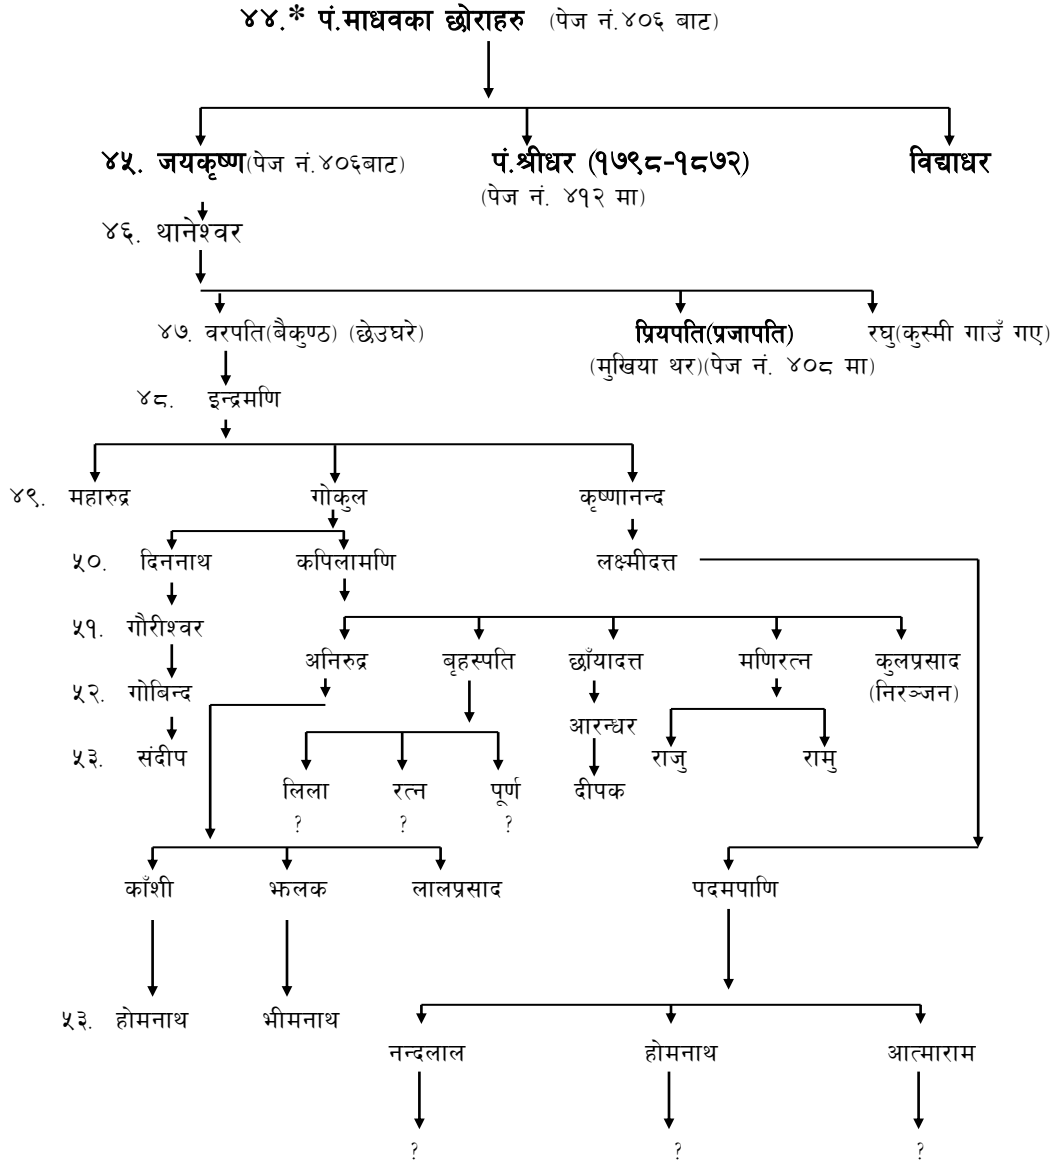 ४४.* पं.माधवका छोराहरु (पेज नं.४०६ बाट)
४५. जयकृष्ण(पेज नं.४०६बाट) पं.श्रीधर (१७९८-१८७२) विद्याधर
(पेज नं. ४१२ मा)
४६. थानेश्वर
४७. वरपति(बैकुण्ठ) (छेउघरे) प्रियपति(प्रजापति) रघु(कुस्मी गाउँ गए)
(मुखिया थर)(पेज नं. ४०८ मा)
४८. इन्द्रमणि
४९. महारुद्र गोकुल कृष्णानन्द
५०. दिननाथ कपिलामणि लक्ष्मीदत्त
५१. गौरीश्वर
अनिरुद्र बृहस्पति छाँयादत्त मणिरत्न कुलप्रसाद
५२. गोबिन्द (निरञ्जन)
आरन्धर
५३. संदीप राजु रामु
लिला रत्न पूर्ण दीपक
? ? ?
काँशी झलक लालप्रसाद पदमपाणि
५३. होमनाथ भीमनाथ
नन्दलाल होमनाथ आत्माराम
? ? ?